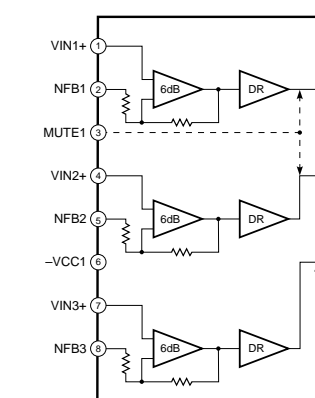 VIN1+ 1
6dB DR
NFB1 2
MUTE1 3
VIN2+ 4
6dB DR
NFB2 5
−VCC1 6
VIN3+ 7
6dB DR
NFB3 8